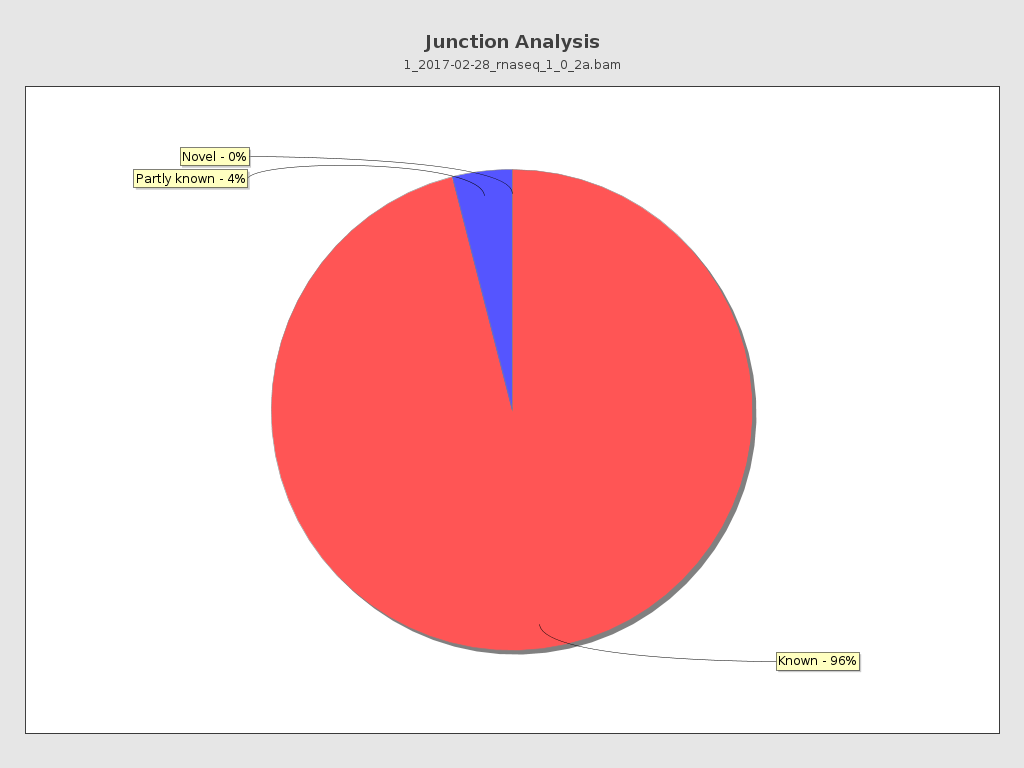 Junction Analysis
1_2017-02-28_rnaseq_1_0_2a.bam
Novel - 0%
Partly known - 4%
Known - 96%